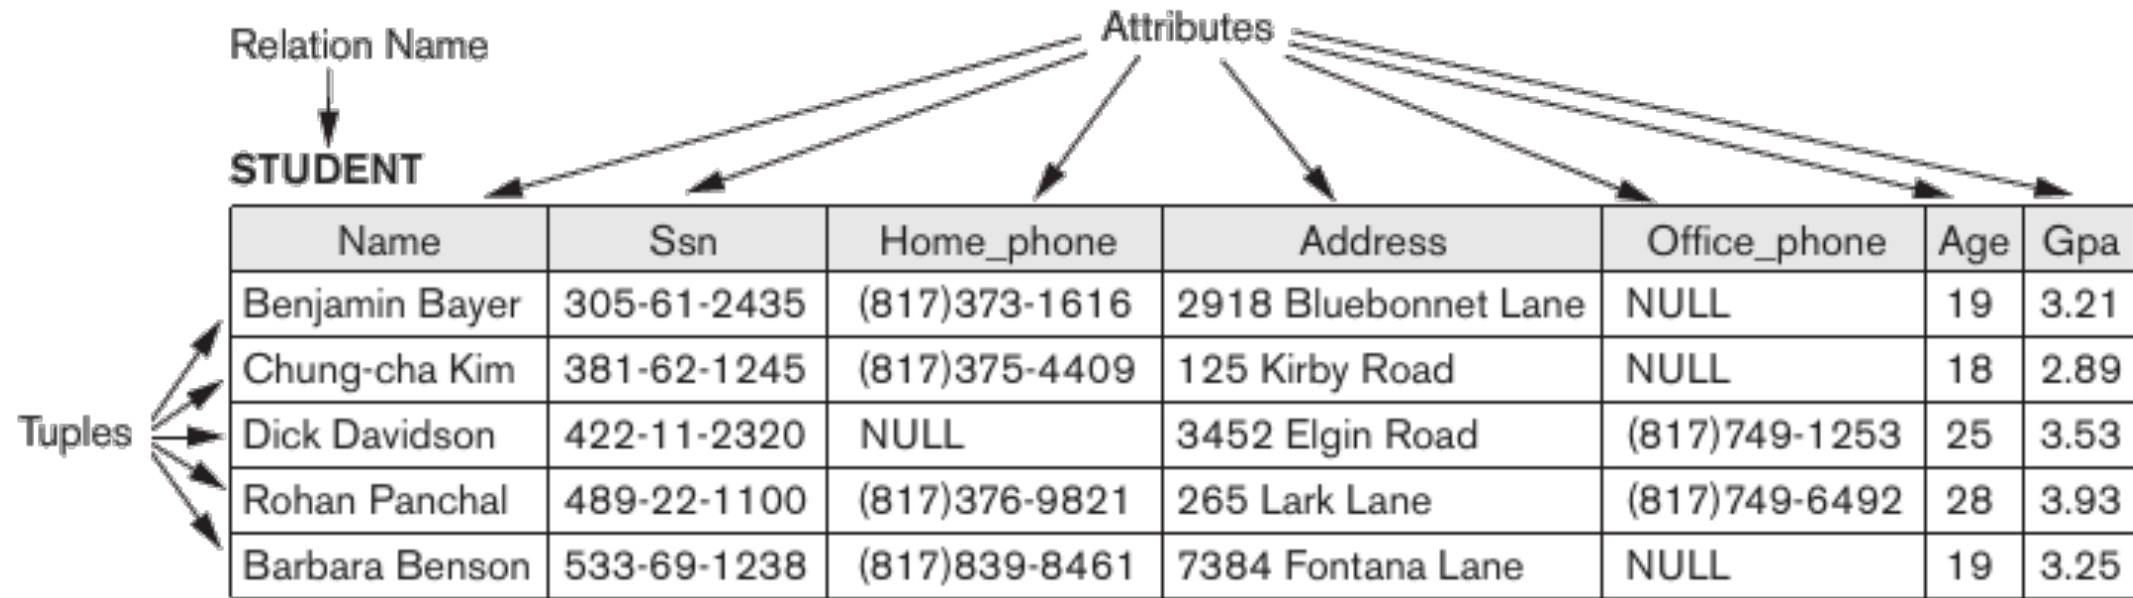 Attributes
Relation Name
STUDENT
Name Ssn Home_phone Address Office_phone Age Gpa
Benjamin Bayer 305-61-2435 (817)373-1616 2918 Bluebonnet Lane NULL 19 3.21
Chung-cha Kim 381-62-1245 (817)375-4409 125 Kirby Road NULL 18 2.89
Tuples Dick Davidson 422-11-2320 NULL 3452 Elgin Road (817)749-1253 25 3.53
Rohan Panchal 489-22-1100 (817)376-9821 265 Lark Lane (817)749-6492 28 3.93
Barbara Benson 533-69-1238 (817)839-8461 7384 Fontana Lane NULL 19 3.25